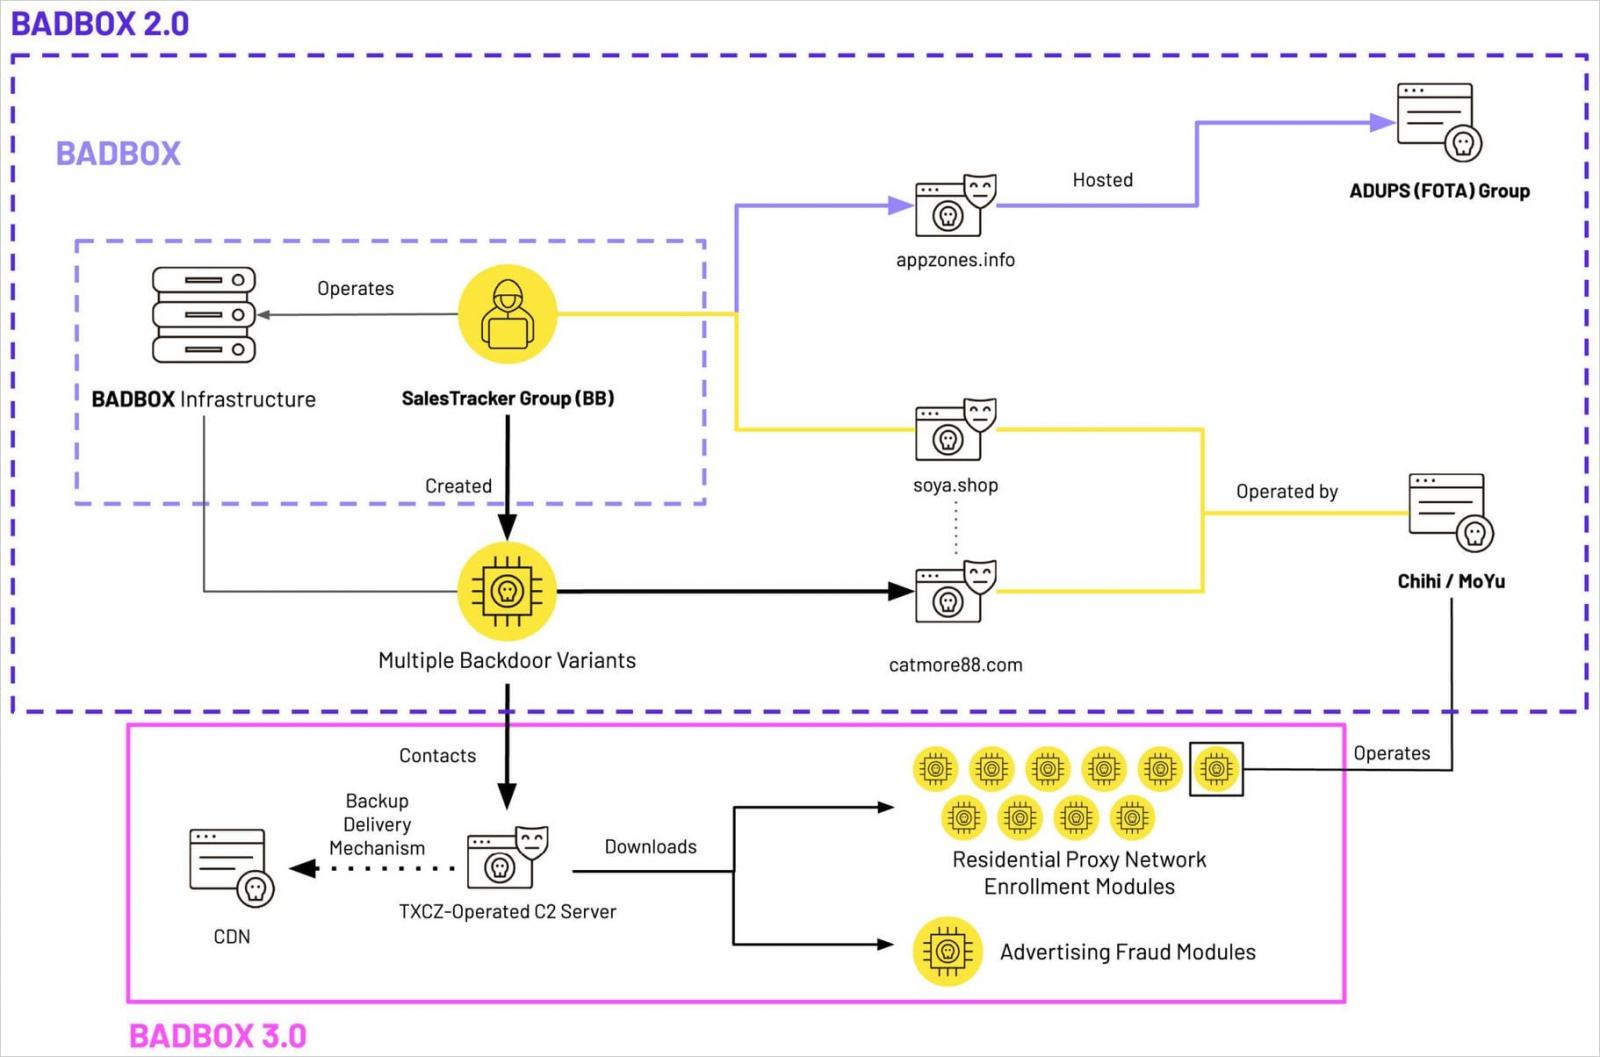 BADBOX 2.0
BADBOX
Hosted
ADUPS (FOTA) Group
appzones.info
Operates
BADBOX Infrastructure
SalesTracker Group (BB)
Created
soya.shop
Operated by
Chihi / MoYu
Multiple Backdoor Variants
catmore88.com
Contacts
Operates
Backup
Delivery
Mechanism
Downloads
Residential Proxy Network
Enrollment Modules
TXCZ-Operated C2 Server
CDN
Advertising Fraud Modules
BADBOX 3.0